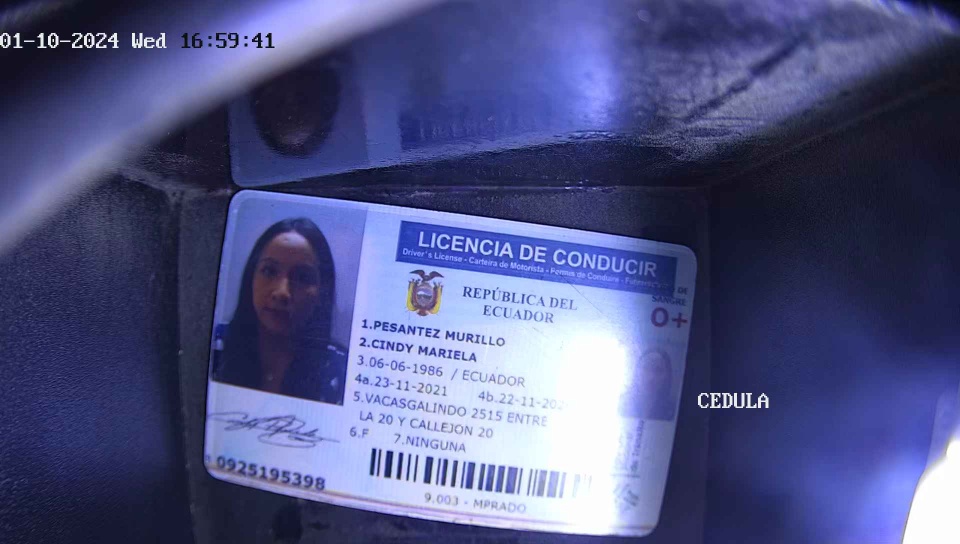 01-10-2024 Wed 16:59:41
LICENCIA DE CONDUCIR
Driver's License - Carteira de Motorista - Permis de Conduire -
DE
SANGRE
O+
REPÚBLICA DEL
ECUADOR
1.PESANTEZ MURILLO
2.CINDY MARIELA
3.06-06-1986 / ECUADOR
4a.23-11-2021 4b.22-11-202
5.VACASGALINDO 2515 ENTRE
LA 20 Y CALLEJON 20
6.F 7.NINGUNA
0925195398
9.003 - MPRADO
CEDULA